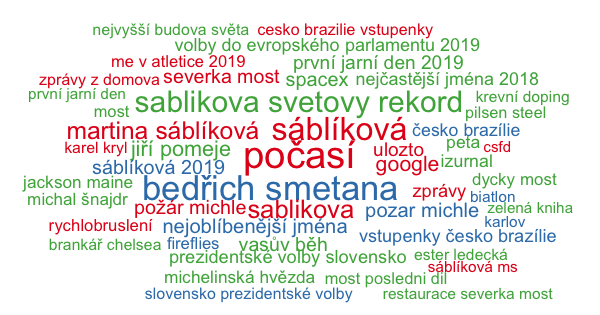 nejvyšší budova světa cesko brazilie vstupenky
volby do evropského parlamentu 2019
me v atletice 2019 první jarní den 2019
zprávy z domova severka most spacex nejčastější jména 2018
první jarní den sablikova svetovy rekord krevní doping
most pilsen steel
martina sáblíková sáblíková česko brazílie
karel kryl jiří pomeje počasí ulozto peta csfd
sáblíková 2019 google izurnal
jackson maine bedřich smetana zprávy dycky most
michal šnajdr biatlon
požár michle sablikova pozar michle zelená kniha
rychlobruslení nejoblíbenější jména karlov
brankář chelsea fireflies vasův běh vstupenky česko brazílie
prezidentské volby slovensko ester ledecká
michelinská hvězda most posledni dil sáblíková ms
slovensko prezidentské volby restaurace severka most